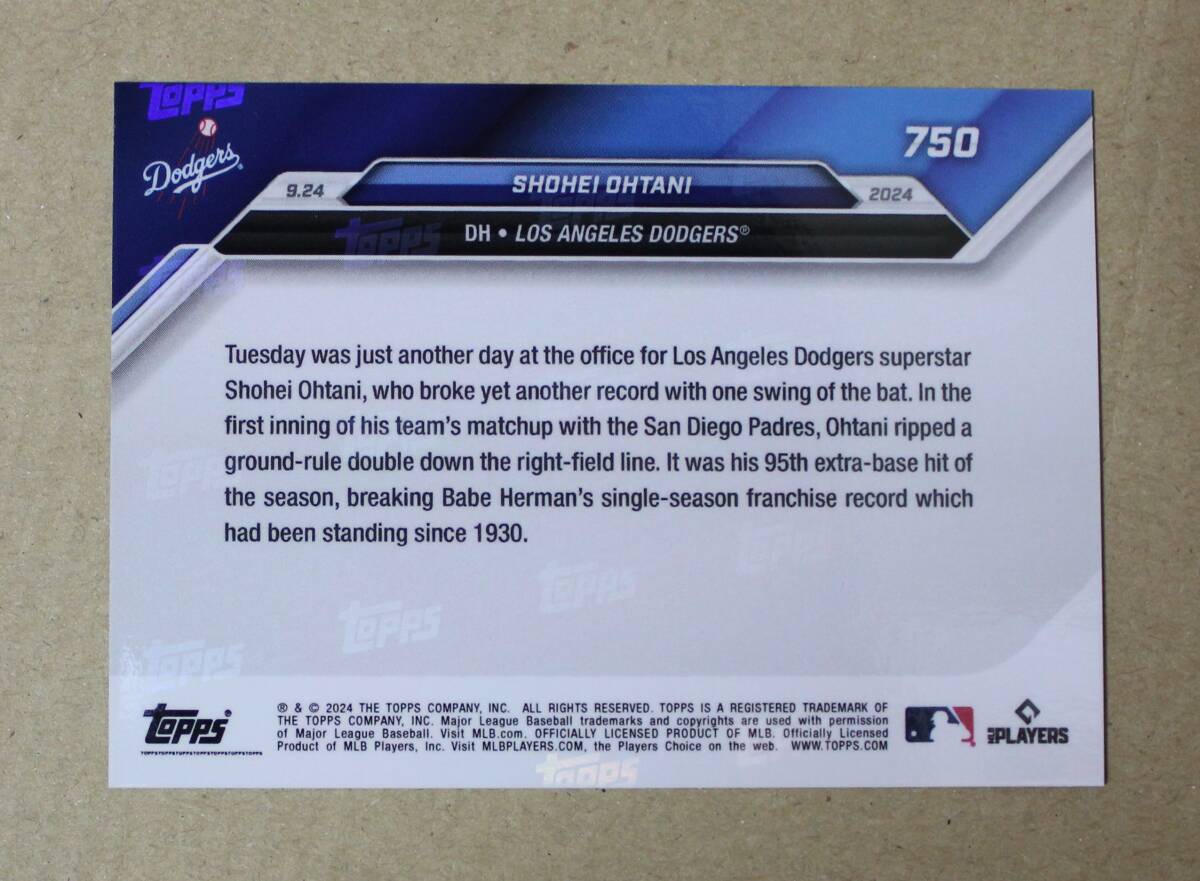 TOPPS
Dodgers
750
9.24
SHOHEI OHTANI
2024
DH • LOS ANGELES DODGERS®
Tuesday was just another day at the office for Los Angeles Dodgers superstar
Shohei Ohtani, who broke yet another record with one swing of the bat. In the
first inning of his team's matchup with the San Diego Padres, Ohtani ripped a
ground-rule double down the right-field line. It was his 95th extra-base hit of
the season, breaking Babe Herman's single-season franchise record which
had been standing since 1930.
Topps
Topps
Topps
Topps®
TOPPSTOPPSTOPPSTOPPSTOPPSTOPPSTOPPS
® & © 2024 THE TOPPS COMPANY, INC. ALL RIGHTS RESERVED. TOPPS IS A REGISTERED TRADEMARK OF
THE TOPPS COMPANY, INC. Major League Baseball trademarks and copyrights are used with permission
of Major League Baseball. Visit MLB.com. OFFICIALLY LICENSED PRODUCT OF MLB. Officially Licensed
Product of MLB Players, Inc. Visit MLBPLAYERS.COM, the Players Choice on the web. WWW.TOPPS.COM
MLB PLAYERS
Topps